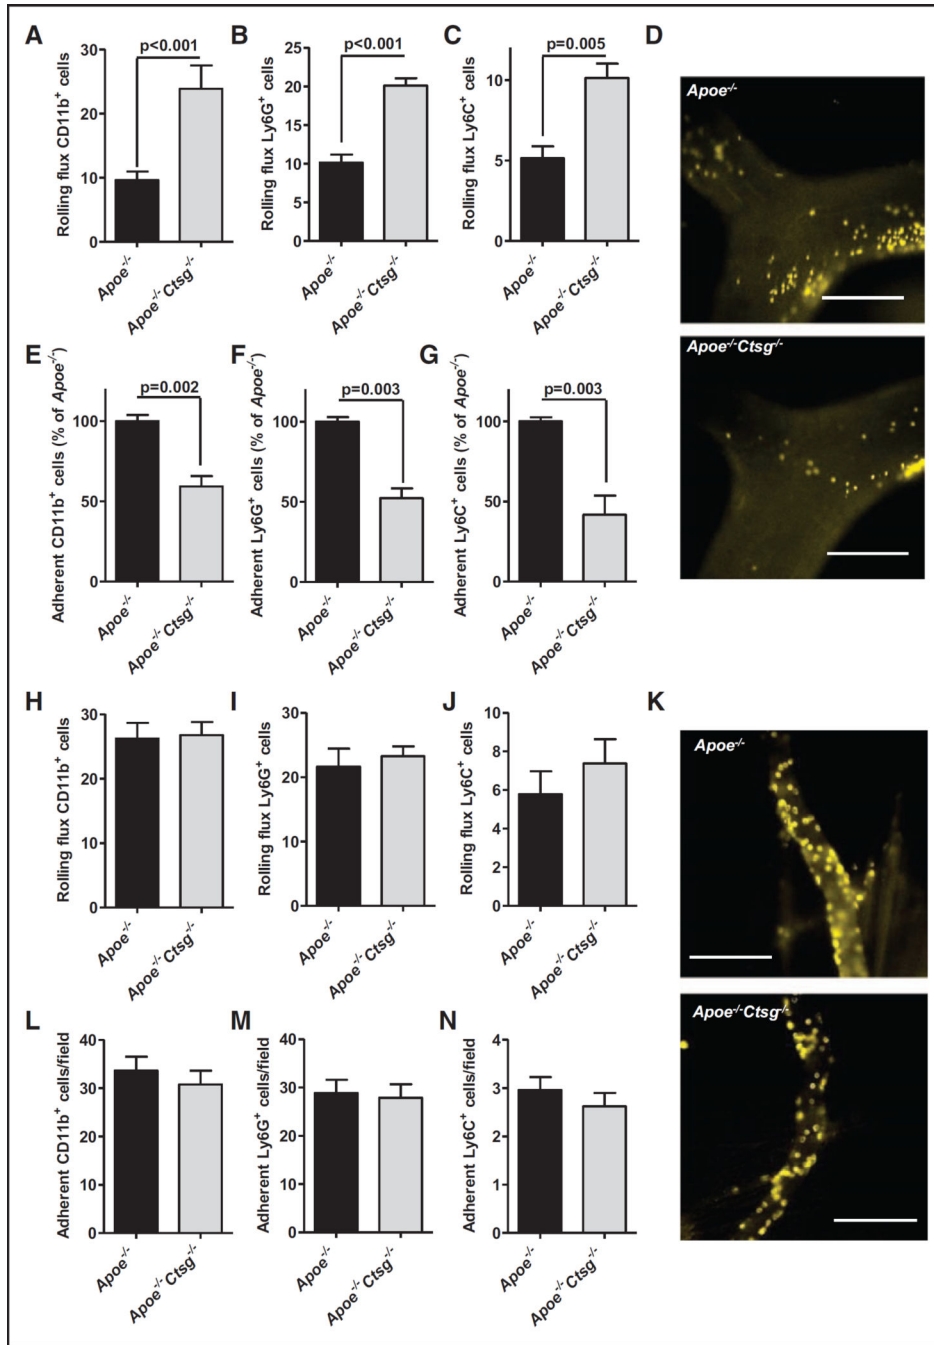 A
p<0.001
Rolling flux CD11b+ cells
30
20
10
0
Apoe-/-
Apoe-/-Ctsg-/-
B
p<0.001
Rolling flux Ly6G+ cells
25
20
15
10
5
0
Apoe-/-
Apoe-/-Ctsg-/-
C
p=0.005
Rolling flux Ly6C+ cells
10
5
0
Apoe-/-
Apoe-/-Ctsg-/-
D
Apoe-/-
Apoe-/-Ctsg-/-
E
p=0.002
Adherent CD11b+ cells (% of Apoe-/-)
100
50
0
Apoe-/-
Apoe-/-Ctsg-/-
F
p=0.003
Adherent Ly6G+ cells (% of Apoe-/-)
100
50
0
Apoe-/-
Apoe-/-Ctsg-/-
G
p=0.003
Adherent Ly6C+ cells (% of Apoe-/-)
100
50
0
Apoe-/-
Apoe-/-Ctsg-/-
H
Rolling flux CD11b+ cells
30
20
10
0
Apoe-/-
Apoe-/-Ctsg-/-
I
Rolling flux Ly6G+ cells
30
20
10
0
Apoe-/-
Apoe-/-Ctsg-/-
J
Rolling flux Ly6C+ cells
10
8
6
4
2
0
Apoe-/-
Apoe-/-Ctsg-/-
K
Apoe-/-
Apoe-/-Ctsg-/-
L
Adherent CD11b+ cells/field
40
30
20
10
0
Apoe-/-
Apoe-/-Ctsg-/-
M
Adherent Ly6G+ cells/field
40
30
20
10
0
Apoe-/-
Apoe-/-Ctsg-/-
N
Adherent Ly6C+ cells/field
4
3
2
1
0
Apoe-/-
Apoe-/-Ctsg-/-